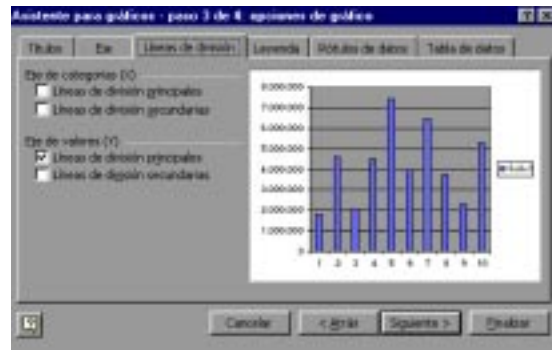 Asistente para gráficos - paso 3 de 4: opciones de gráfico
Títulos Eje Líneas de división Leyenda Rótulos de datos Tabla de datos
Eje de categorías (X)
Líneas de división principales
Líneas de división secundarias
Eje de valores (Y)
Líneas de división principales
Líneas de división secundarias
8.000.000
7.000.000
6.000.000
5.000.000
4.000.000
3.000.000
2.000.000
1.000.000
0
1 2 3 4 5 6 7 8 9 10
Cancelar < Atrás Siguiente > Finalizar